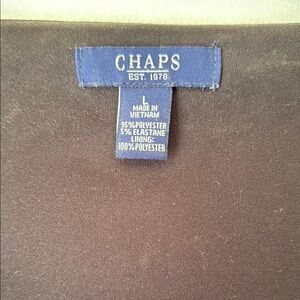 CHAPS
EST. 1978
L
MADE IN
VIETNAM
95%POLYESTER
5% ELASTANE
LINING:
100%POLYESTER